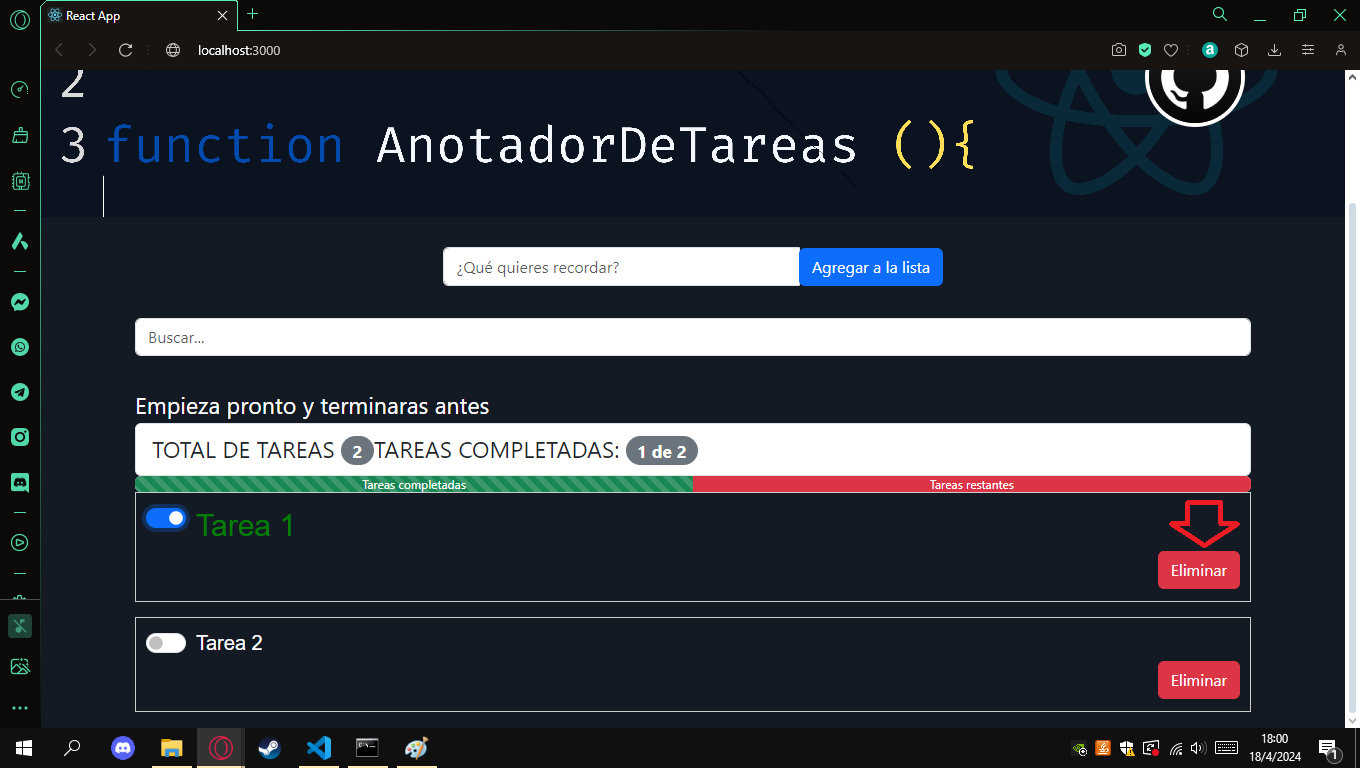 React App
localhost:3000
2
3 function AnotadorDeTareas (){
¿Qué quieres recordar? Agregar a la lista
Buscar...
Empieza pronto y terminaras antes
TOTAL DE TAREAS 2 TAREAS COMPLETADAS: 1 de 2
Tareas completadas Tareas restantes
Tarea 1
Eliminar
Tarea 2
Eliminar
18:00
18/4/2024
1